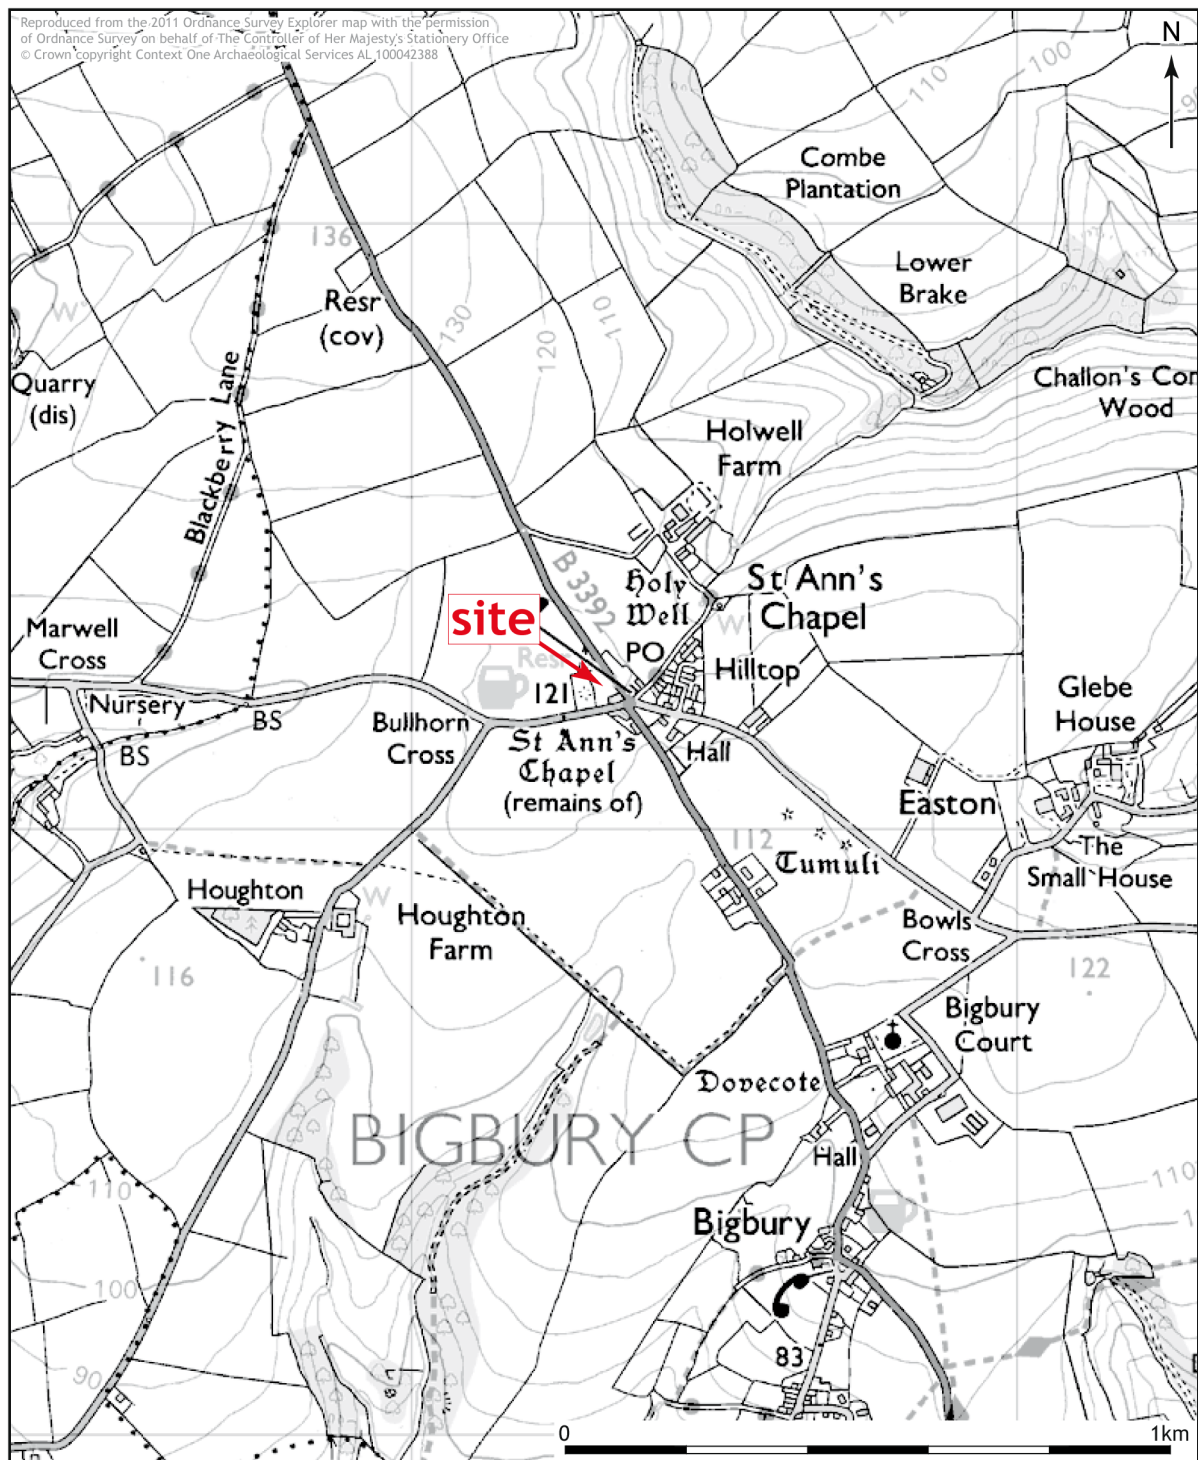 Reproduced from the 2011 Ordnance Survey Explorer map with the permission
of Ordnance Survey on behalf of The Controller of Her Majesty's Stationery Office
© Crown copyright Context One Archaeological Services AL 100042388
N
110
100
Combe
Plantation
136
Lower
Brake
Resr
(cov)
130
120
110
W
Quarry
(dis)
Challon's Com
Wood
Blackberry Lane
Holwell
Farm
B 3392
Holy
Well
St Ann's
Chapel
W
site
Marwell
Cross
PO
Resr
Hilltop
121
Nursery
BS
BS
Bullhorn
Cross
St Ann's
Chapel
(remains of)
Hall
Glebe
House
Easton
112
Tumuli
The
Small House
Houghton
W
Houghton
Farm
Bowls
Cross
116
122
Bigbury
Court
Dovecote
BIGBURY CP
Hall
110
110
Bigbury
100
83
90
0
1km